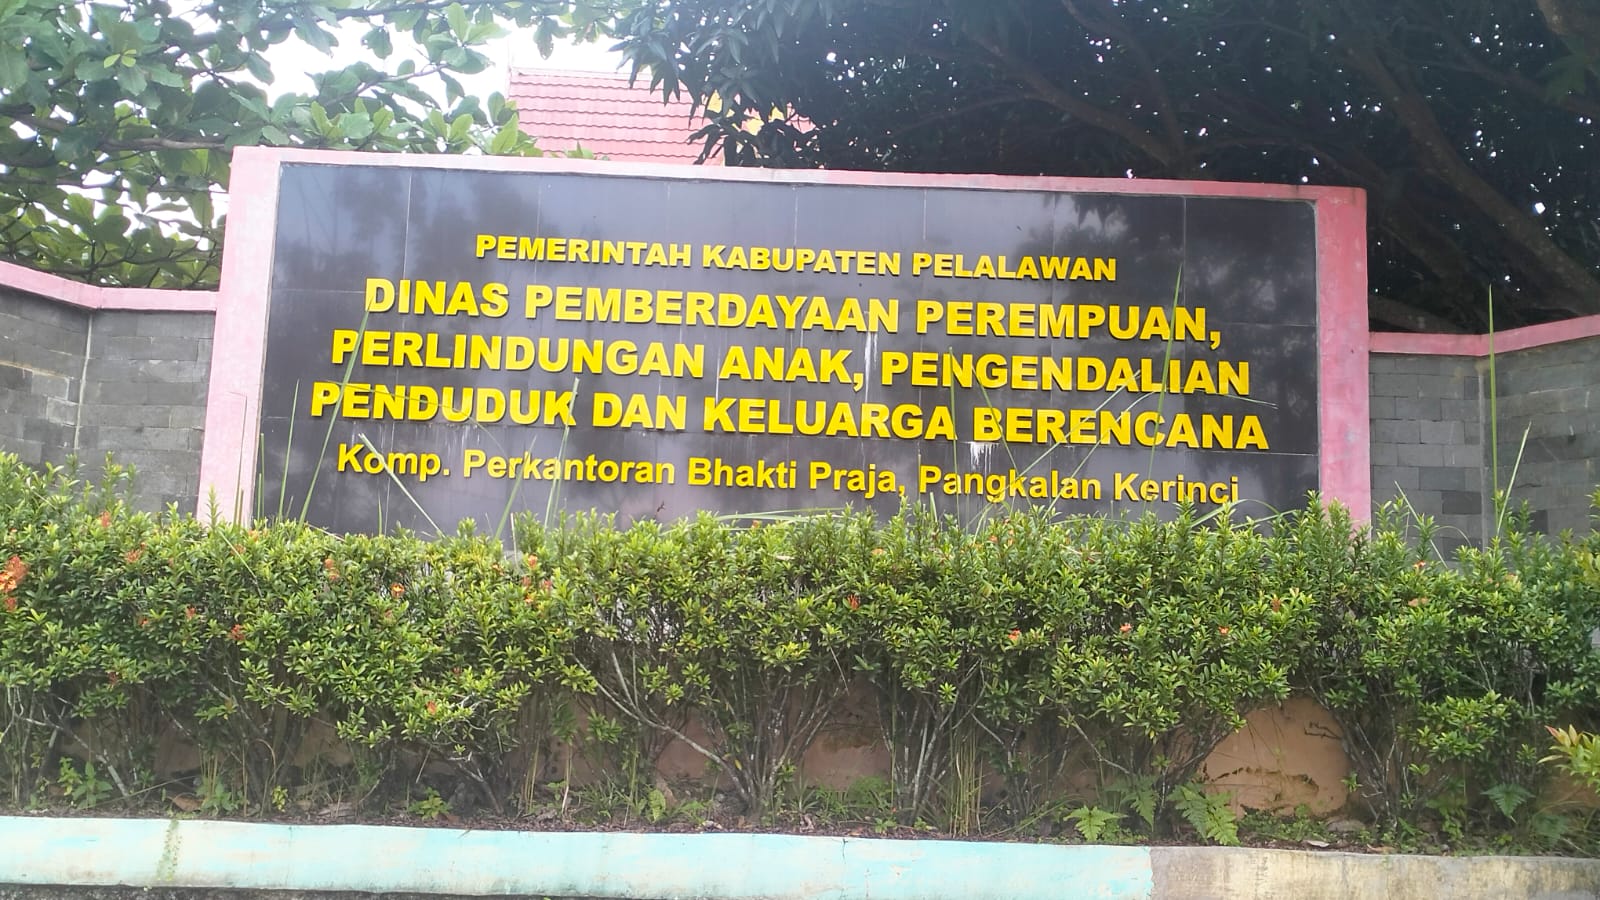 PEMERINTAH KABUPATEN PELALAWAN
DINAS PEMBERDAYAAN PEREMPUAN,
PERLINDUNGAN ANAK, PENGENDALIAN
PENDUDUK DAN KELUARGA BERENCANA
Komp. Perkantoran Bhakti Praja, Pangkalan Kerinci